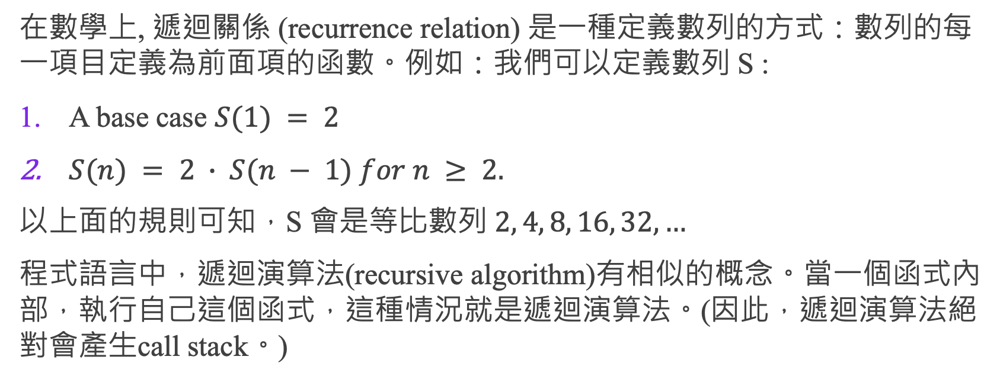 在數學上, 遞迴關係 (recurrence relation) 是一種定義數列的方式：數列的每
一項目定義為前面項的函數。例如：我們可以定義數列 S :
1. A base case S(1) = 2
2. S(n) = 2 · S(n − 1) for n ≥ 2.
以上面的規則可知，S 會是等比數列 2, 4, 8, 16, 32, …
程式語言中，遞迴演算法(recursive algorithm)有相似的概念。當一個函式內
部，執行自己這個函式，這種情況就是遞迴演算法。(因此，遞迴演算法絕
對會產生call stack。)